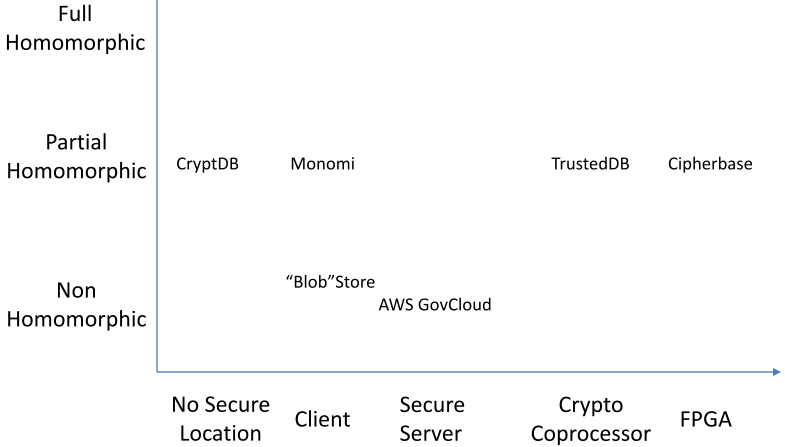 Full
Homomorphic
Partial
Homomorphic
CryptDB
Monomi
TrustedDB
Cipherbase
Non
Homomorphic
“Blob”Store
AWS GovCloud
No Secure
Location
Client
Secure
Server
Crypto
Coprocessor
FPGA